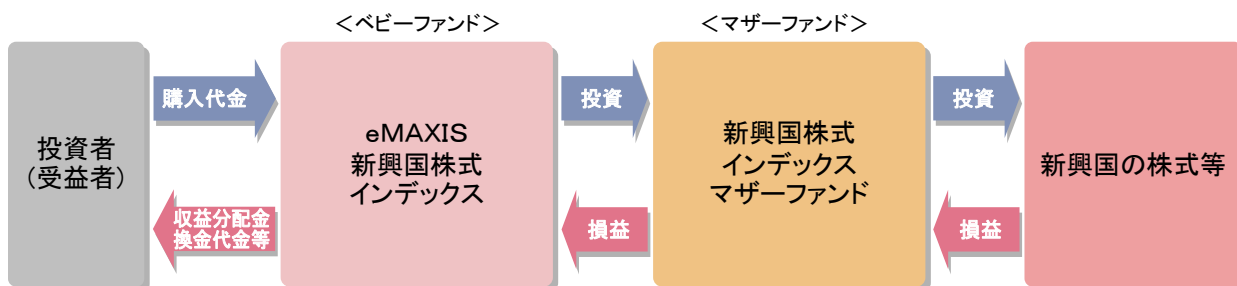 <ベビーファンド>
<マザーファンド>
投資者
(受益者)
購入代金
収益分配金
換金代金等
eMAXIS
新興国株式
インデックス
投資
損益
新興国株式
インデックス
マザーファンド
投資
損益
新興国の株式等